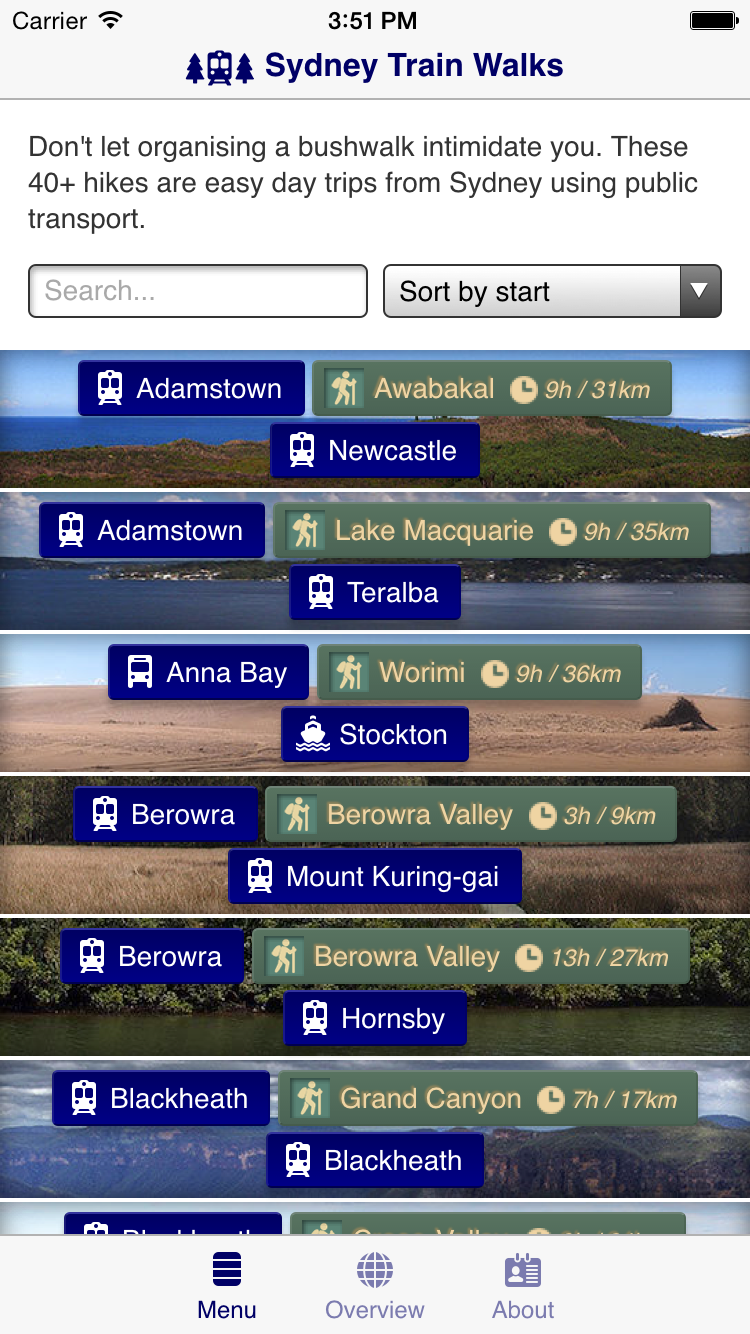 Carrier 3:51 PM
Sydney Train Walks
Don't let organising a bushwalk intimidate you. These
40+ hikes are easy day trips from Sydney using public
transport.
Search... Sort by start
Adamstown Awabakal 9h / 31km
Newcastle
Adamstown Lake Macquarie 9h / 35km
Teralba
Anna Bay Worimi 9h / 36km
Stockton
Berowra Berowra Valley 3h / 9km
Mount Kuring-gai
Berowra Berowra Valley 13h / 27km
Hornsby
Blackheath Grand Canyon 7h / 17km
Blackheath
Menu Overview About